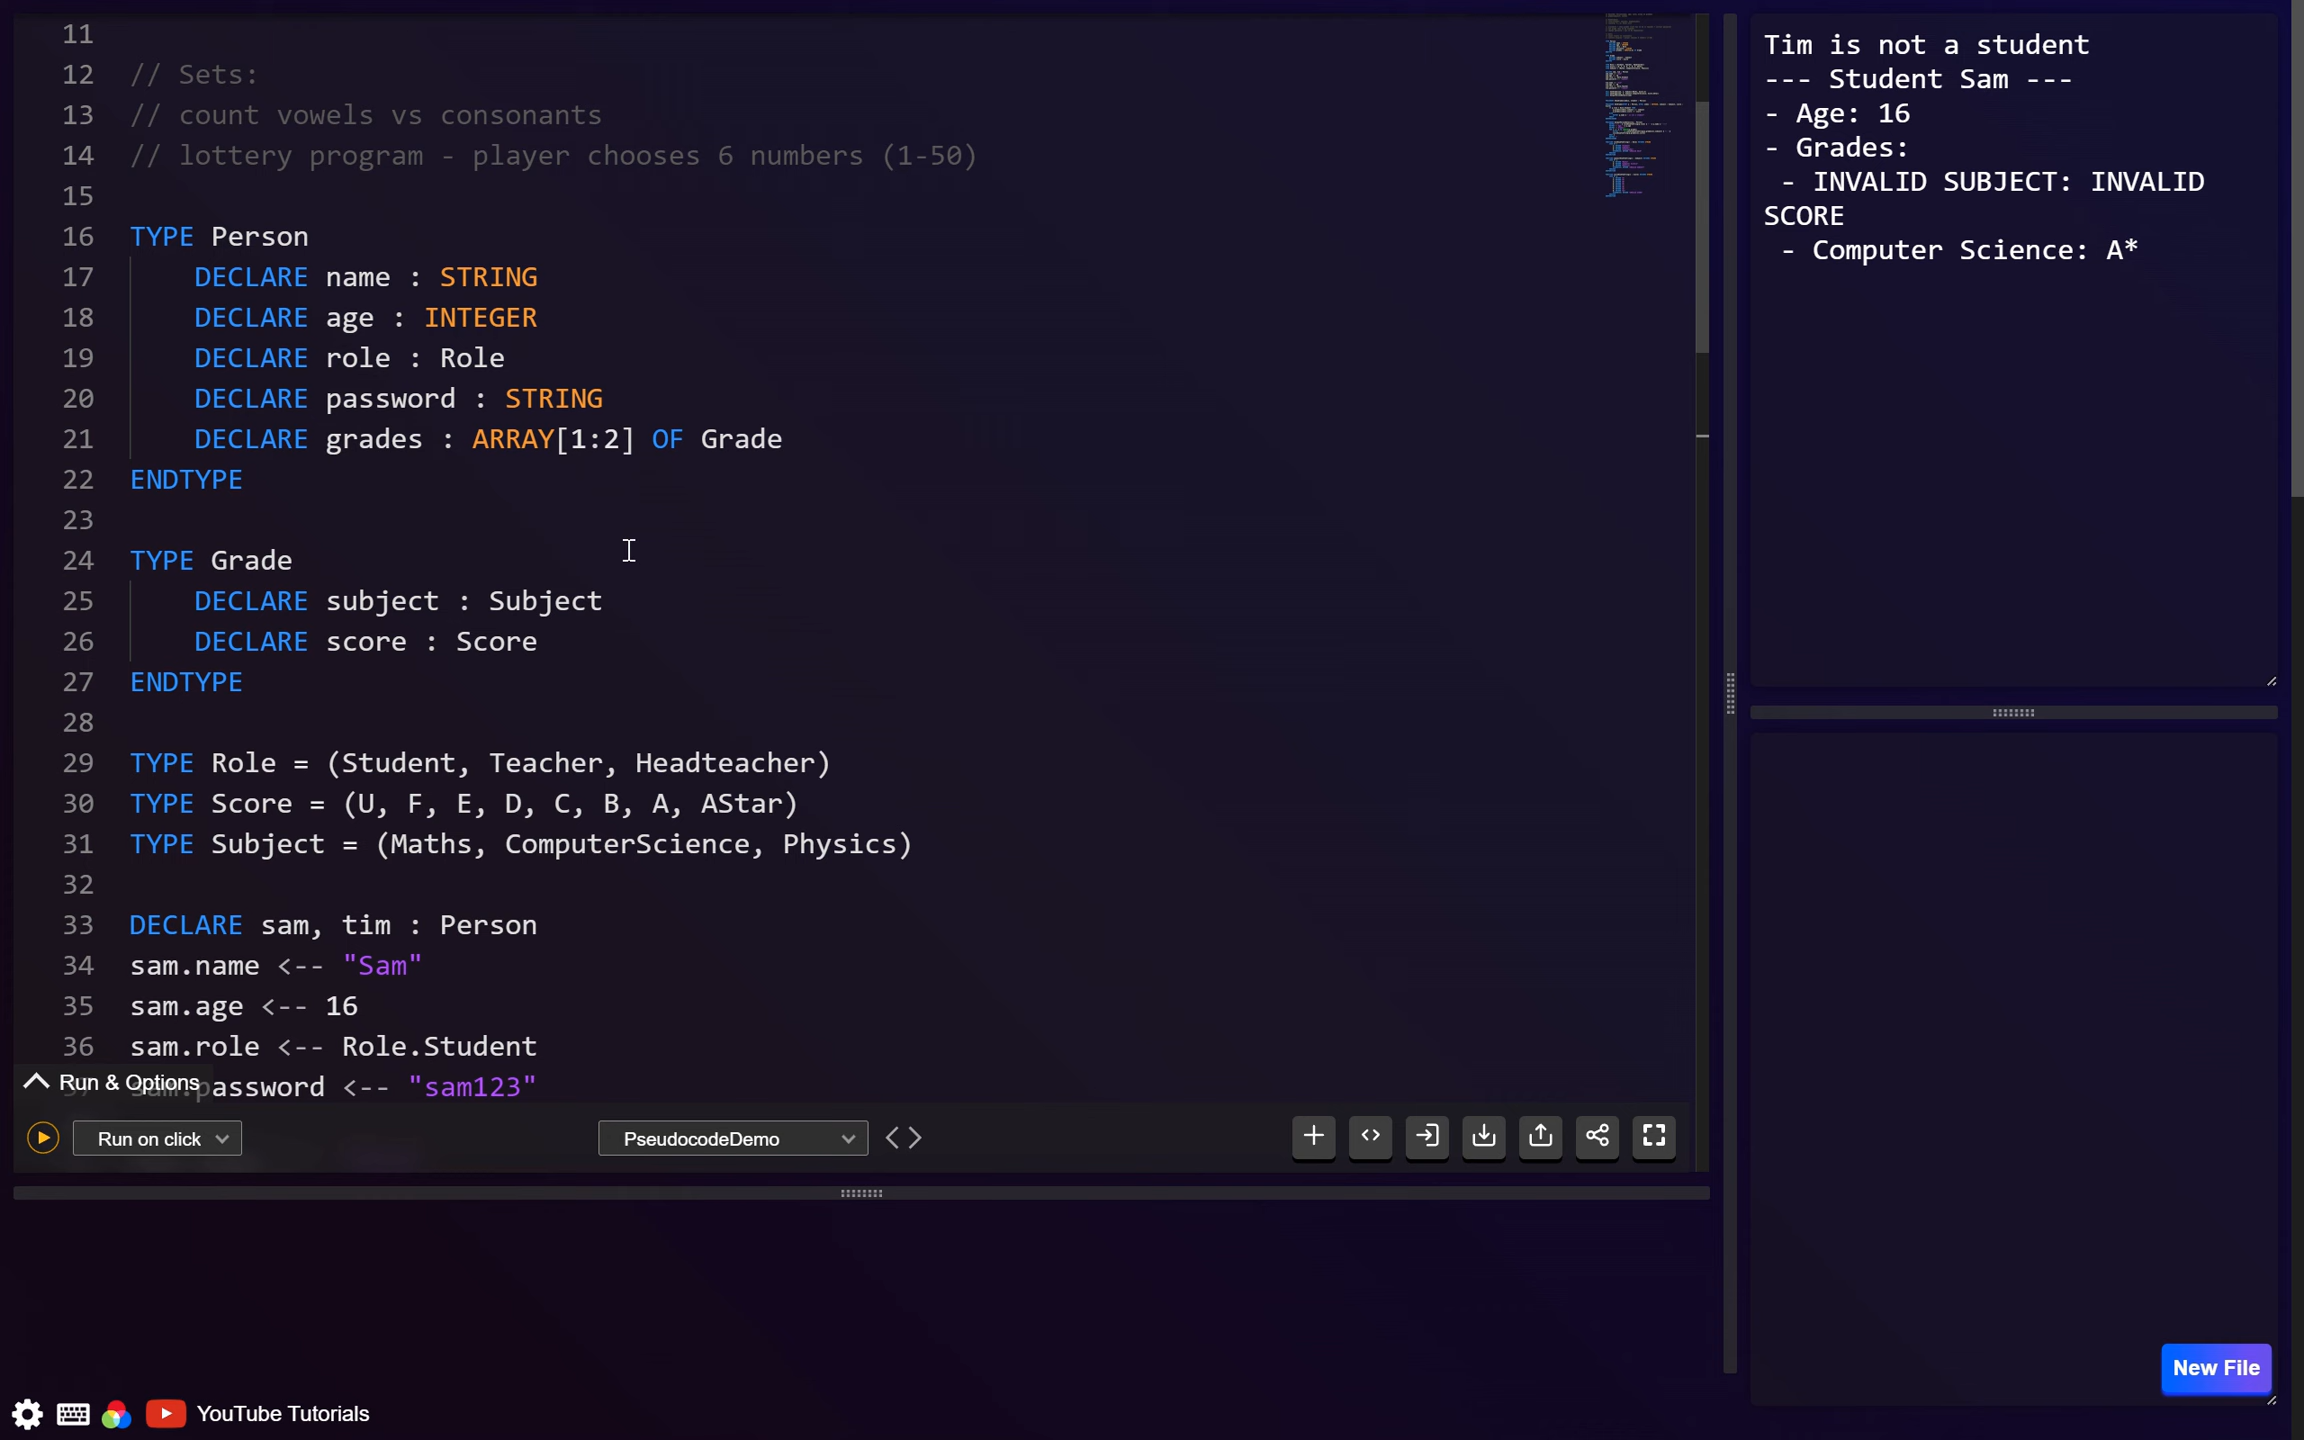 11
12 // Sets:
13 // count vowels vs consonants
14 // lottery program - player chooses 6 numbers (1-50)
15
16 TYPE Person
17 DECLARE name : STRING
18 DECLARE age : INTEGER
19 DECLARE role : Role
20 DECLARE password : STRING
21 DECLARE grades : ARRAY[1:2] OF Grade
22 ENDTYPE
23
24 TYPE Grade
25 DECLARE subject : Subject
26 DECLARE score : Score
27 ENDTYPE
28
29 TYPE Role = (Student, Teacher, Headteacher)
30 TYPE Score = (U, F, E, D, C, B, A, AStar)
31 TYPE Subject = (Maths, ComputerScience, Physics)
32
33 DECLARE sam, tim : Person
34 sam.name <-- "Sam"
35 sam.age <-- 16
36 sam.role <-- Role.Student
37 sam.password <-- "sam123"
Run & Options
Run on click
PseudocodeDemo
YouTube Tutorials
Tim is not a student
--- Student Sam ---
- Age: 16
- Grades:
- INVALID SUBJECT: INVALID
SCORE
- Computer Science: A*
New File